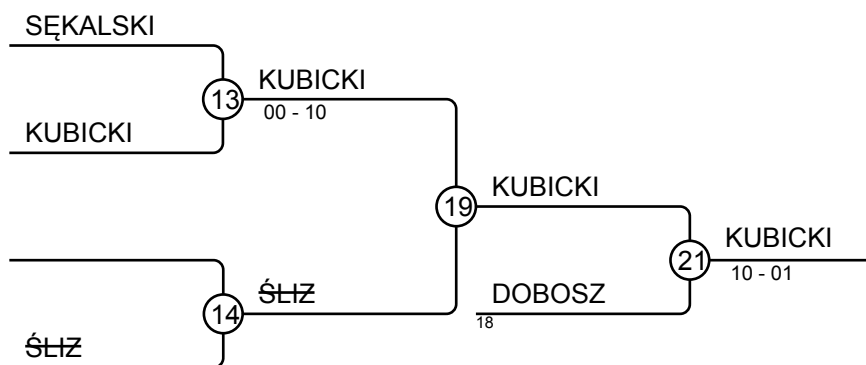 SĘKALSKI
13
KUBICKI
00 - 10
KUBICKI
19
KUBICKI
21
KUBICKI
10 - 01
14
ŚLIZ
DOBOSZ
18
ŚLIZ